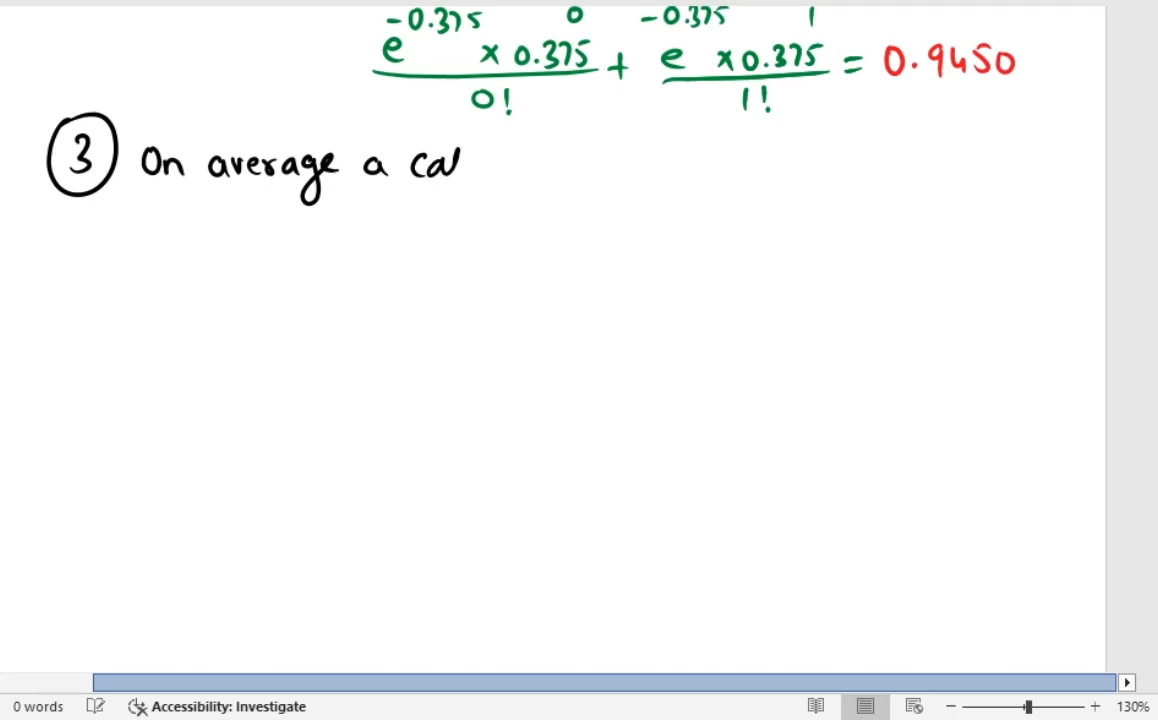 -0.375 0 -0.375 1
e × 0.375 + e × 0.375 = 0.9450
0! 1!
3 On average a cal
0 words Accessibility: Investigate 130%